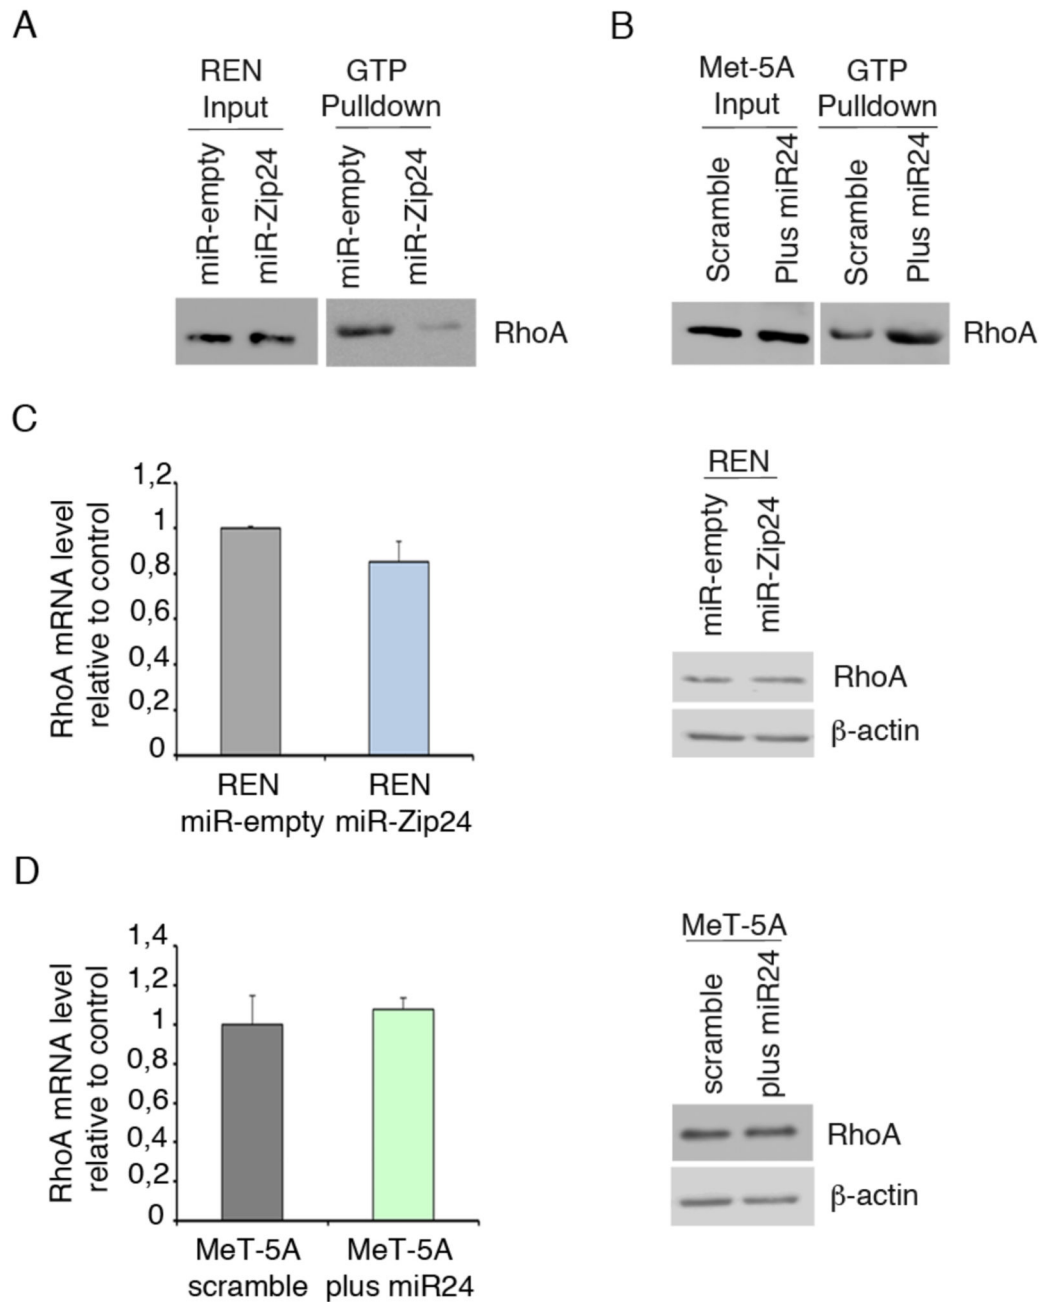 A
REN
Input
GTP
Pulldown
miR-empty
miR-Zip24
miR-empty
miR-Zip24
RhoA
B
Met-5A
Input
GTP
Pulldown
Scramble
Plus miR24
Scramble
Plus miR24
RhoA
C
RhoA mRNA level
relative to control
1,2
1
0,8
0,6
0,4
0,2
0
REN
miR-empty
REN
miR-Zip24
REN
miR-empty
miR-Zip24
RhoA
β-actin
D
RhoA mRNA level
relative to control
1,4
1,2
1
0,8
0,6
0,4
0,2
0
MeT-5A
scramble
MeT-5A
plus miR24
MeT-5A
scramble
plus miR24
RhoA
β-actin